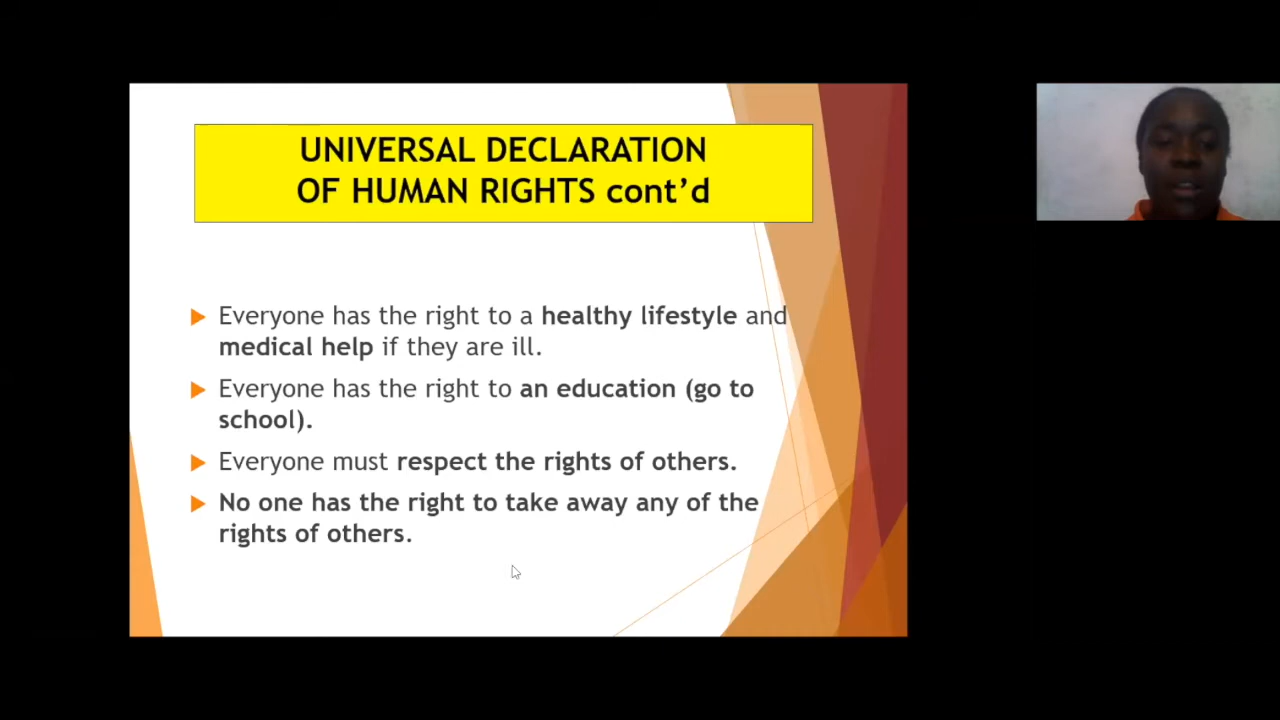 UNIVERSAL DECLARATION
OF HUMAN RIGHTS cont’d
Everyone has the right to a healthy lifestyle and
medical help if they are ill.
Everyone has the right to an education (go to
school).
Everyone must respect the rights of others.
No one has the right to take away any of the
rights of others.